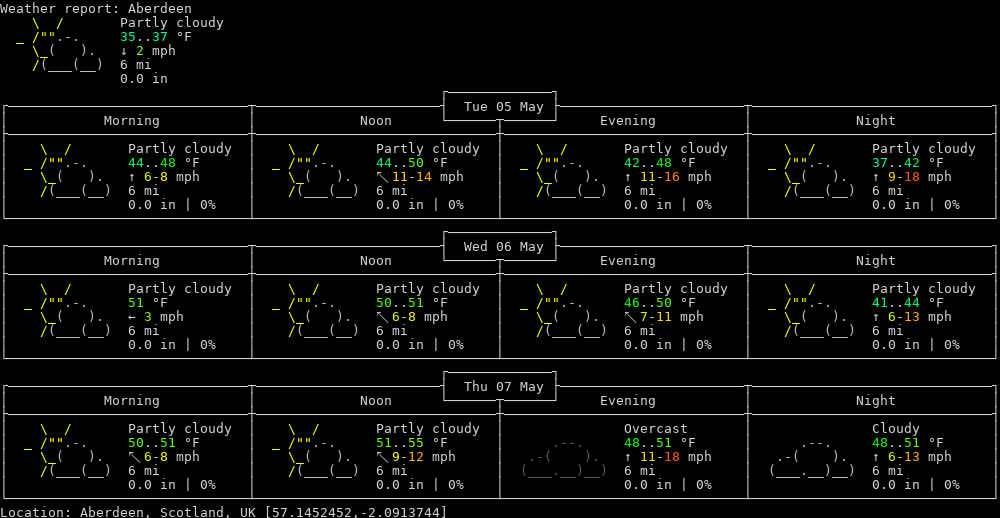 Weather report: Aberdeen
Partly cloudy
35..37 °F
↓ 2 mph
6 mi
0.0 in
Tue 05 May
Morning Noon Evening Night
Partly cloudy Partly cloudy Partly cloudy Partly cloudy
44..48 °F 44..50 °F 42..48 °F 37..42 °F
↑ 6-8 mph ↖ 11-14 mph ↑ 11-16 mph ↑ 9-18 mph
6 mi 6 mi 6 mi 6 mi
0.0 in | 0% 0.0 in | 0% 0.0 in | 0% 0.0 in | 0%
Wed 06 May
Morning Noon Evening Night
Partly cloudy Partly cloudy Partly cloudy Partly cloudy
51 °F 50..51 °F 46..50 °F 41..44 °F
← 3 mph ↖ 6-8 mph ↖ 7-11 mph ↑ 6-13 mph
6 mi 6 mi 6 mi 6 mi
0.0 in | 0% 0.0 in | 0% 0.0 in | 0% 0.0 in | 0%
Thu 07 May
Morning Noon Evening Night
Partly cloudy Partly cloudy Overcast Cloudy
50..51 °F 51..55 °F 48..51 °F 48..51 °F
↖ 6-8 mph ↖ 9-12 mph ↑ 11-18 mph ↑ 6-13 mph
6 mi 6 mi 6 mi 6 mi
0.0 in | 0% 0.0 in | 0% 0.0 in | 0% 0.0 in | 0%
Location: Aberdeen, Scotland, UK [57.1452452,-2.0913744]